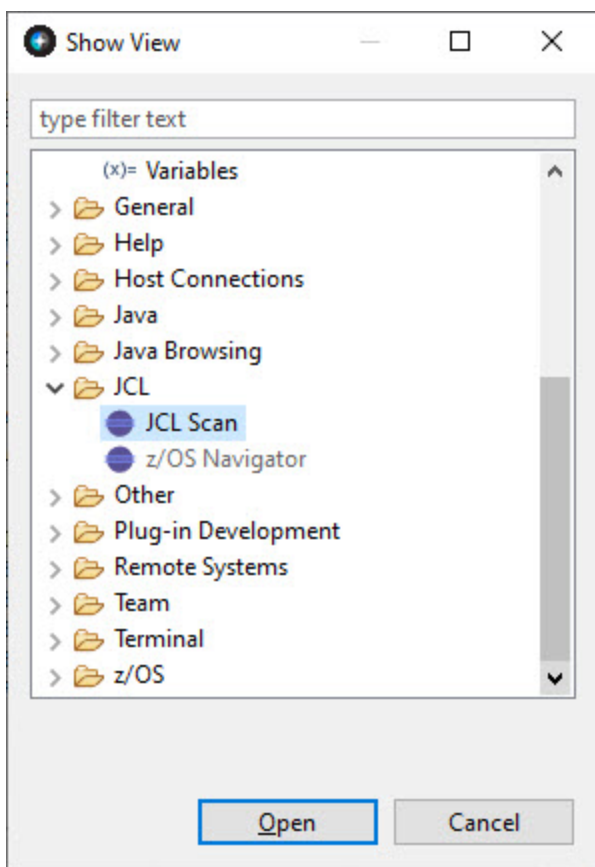 Show View
type filter text
(x)= Variables
General
Help
Host Connections
Java
Java Browsing
JCL
JCL Scan
z/OS Navigator
Other
Plug-in Development
Remote Systems
Team
Terminal
z/OS
Open
Cancel